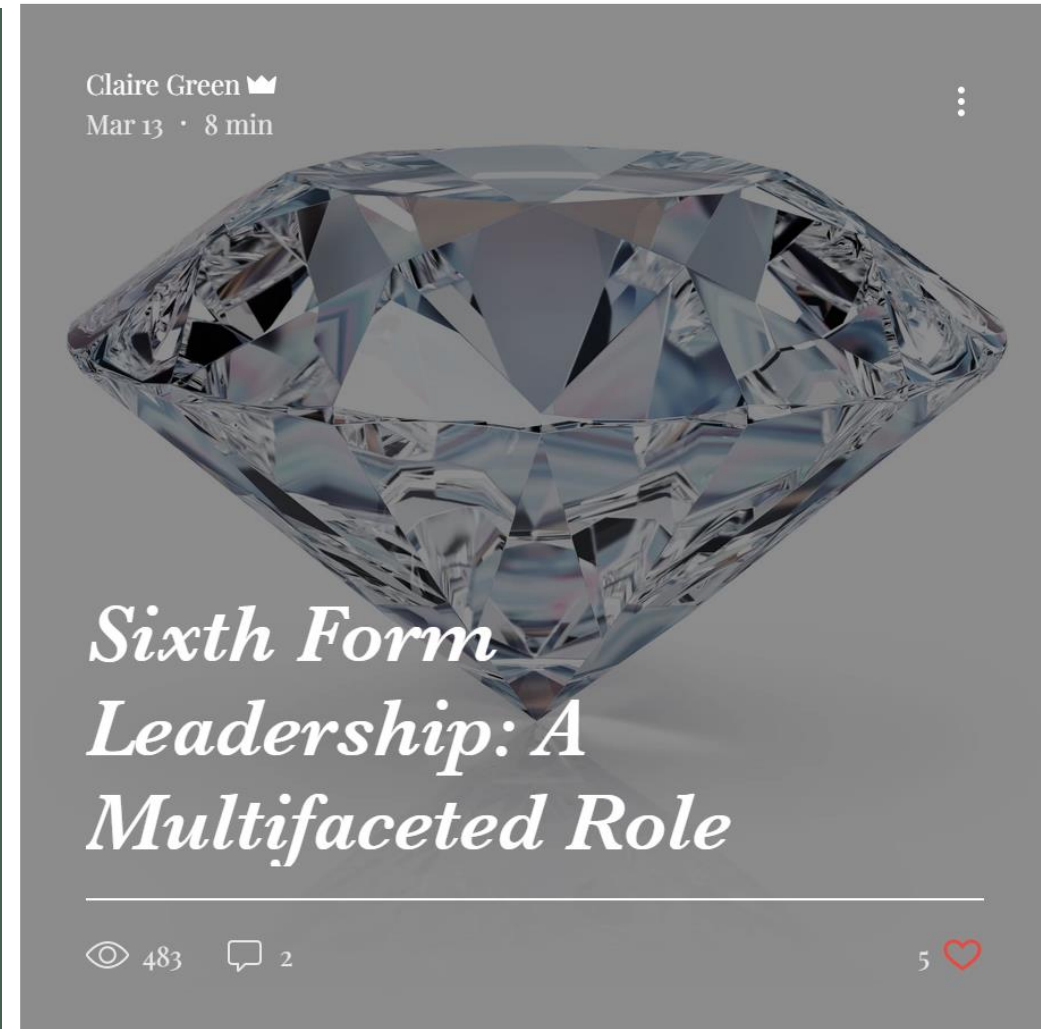 Claire Green
Mar 13 · 8 min
Sixth Form
Leadership: A
Multifaceted Role
483 2 5